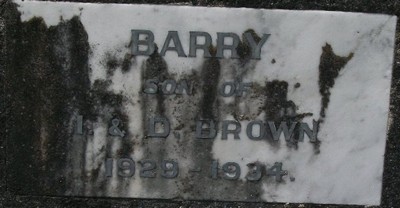 BARRY
SON OF
I. & D. BROWN
1929 - 1934.